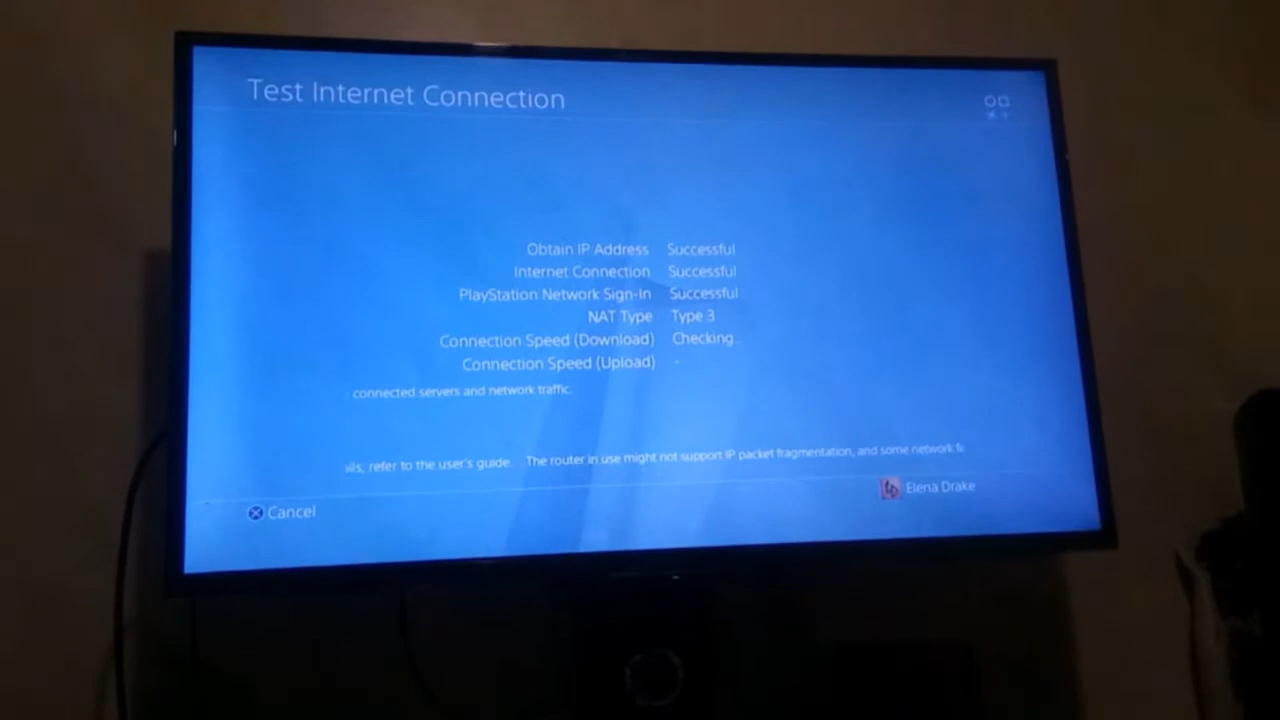 Test Internet Connection
Obtain IP Address Successful
Internet Connection Successful
PlayStation Network Sign-In Successful
NAT Type Type 3
Connection Speed (Download) Checking..
Connection Speed (Upload) -
connected servers and network traffic.
refer to the user's guide. The router in use might not support IP packet fragmentation, and some network
Elena Drake
Cancel